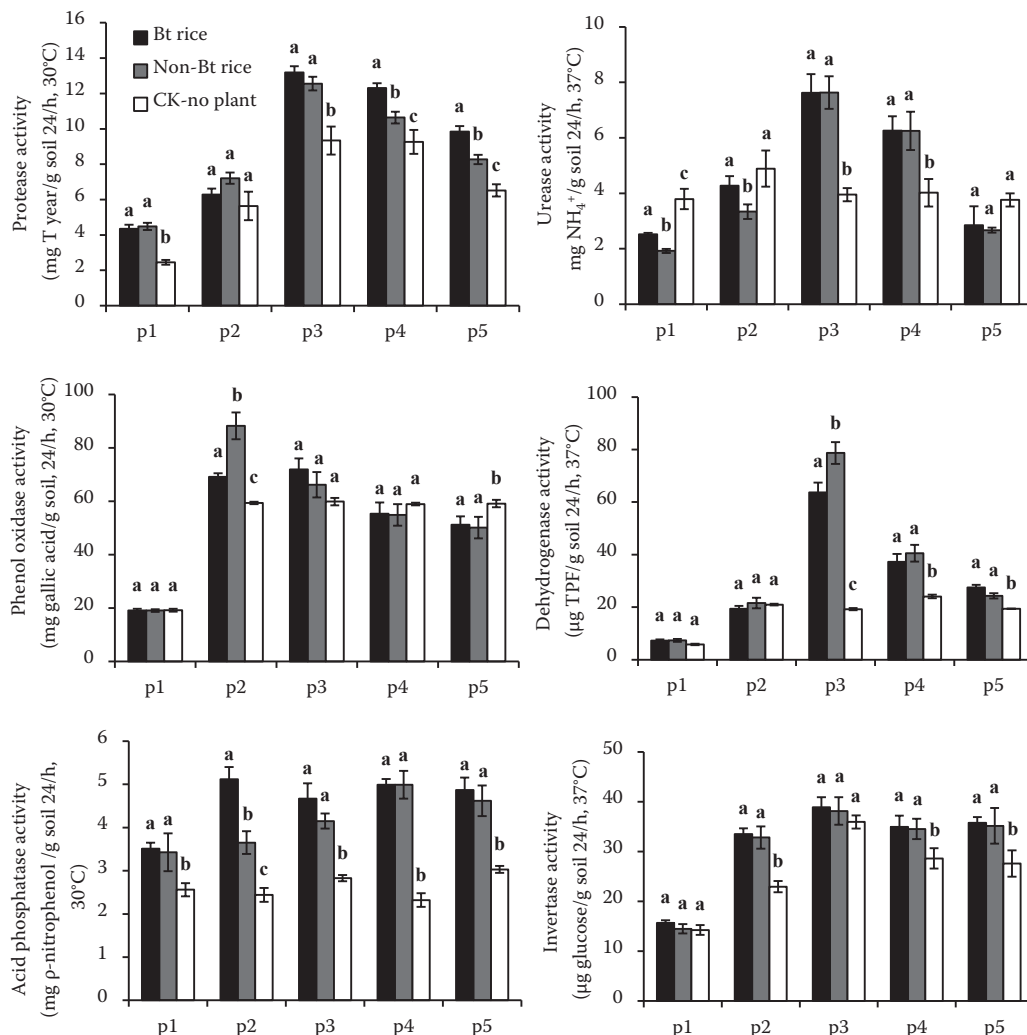 Protease activity
(mg T year/g soil 24/h, 30°C)
16
14
12
10
8
6
4
2
0
Bt rice
Non-Bt rice
CK-no plant
a a b
a a a
a a b
a b c
a b c
p1 p2 p3 p4 p5
Urease activity
mg NH₄⁺/g soil 24/h, 37°C)
10
8
6
4
2
0
a b c
a b a
a a b
a a b
a a a
p1 p2 p3 p4 p5
Phenol oxidase activity
(mg gallic acid/g soil, 24/h, 30°C)
100
80
60
40
20
0
a a a
a b c
a a a
a a a
a a b
p1 p2 p3 p4 p5
Dehydrogenase activity
(µg TPF/g soil 24/h, 37°C)
100
80
60
40
20
0
a a a
a a a
a b c
a a b
a a b
p1 p2 p3 p4 p5
Acid phosphatase activity
(mg ρ-nitrophenol /g soil 24/h,
30°C)
6
5
4
3
2
1
0
a a b
a b c
a a b
a a b
a a b
p1 p2 p3 p4 p5
Invertase activity
(µg glucose/g soil 24/h, 37°C)
50
40
30
20
10
0
a a a
a a b
a a a
a a b
a a b
p1 p2 p3 p4 p5